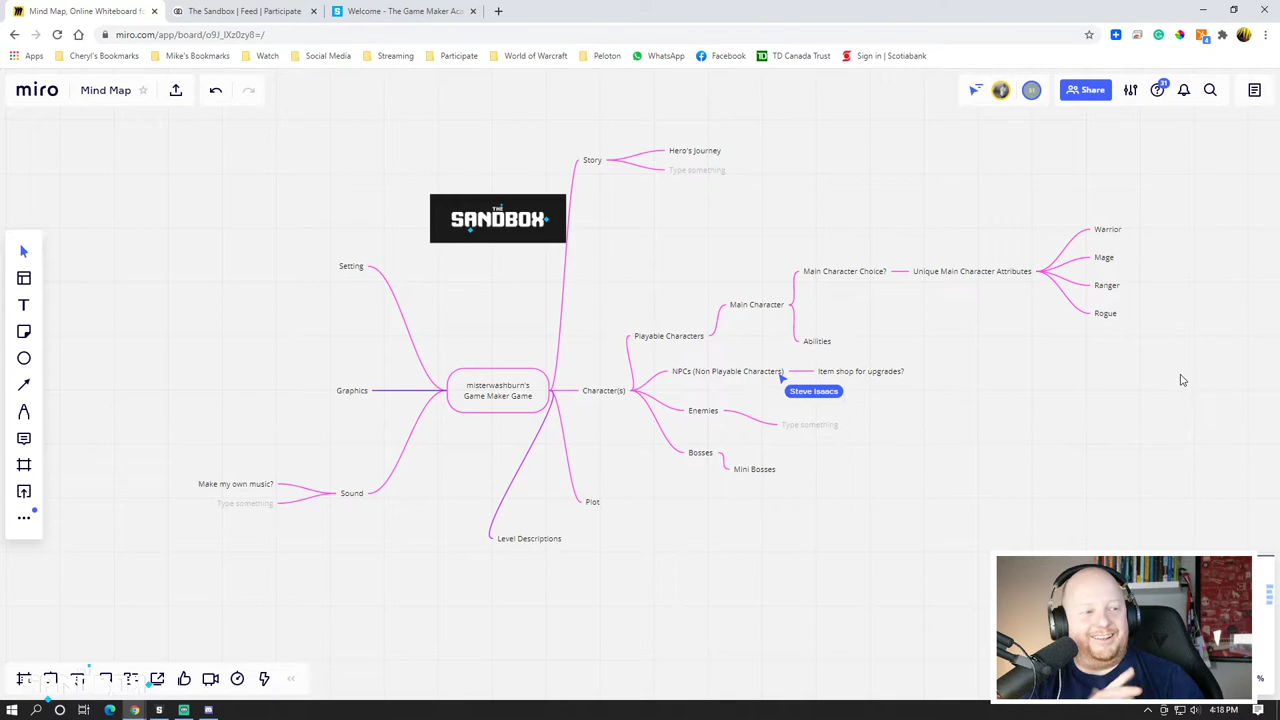 Mind Map, Online Whiteboard fo
The Sandbox | Feed | Participate
Welcome - The Game Maker Aca
miro.com/app/board/o9J_lXz0zy8=/
Apps
Cheryl's Bookmarks
Mike's Bookmarks
Watch
Social Media
Streaming
Participate
World of Warcraft
Peloton
WhatsApp
Facebook
TD Canada Trust
Sign in | Scotiabank
miro
Mind Map
Share
31
Story
Hero's Journey
Type something
THE
SANDBOX
Setting
Warrior
Main Character Choice?
Unique Main Character Attributes
Mage
Ranger
Main Character
Rogue
Playable Characters
Abilities
NPCs (Non Playable Characters)
Item shop for upgrades?
Steve Isaacs
misterwashburn's
Game Maker Game
Graphics
Character(s)
Enemies
Type something
Bosses
Mini Bosses
Make my own music?
Type something
Sound
Plot
Level Descriptions
%
4:18 PM